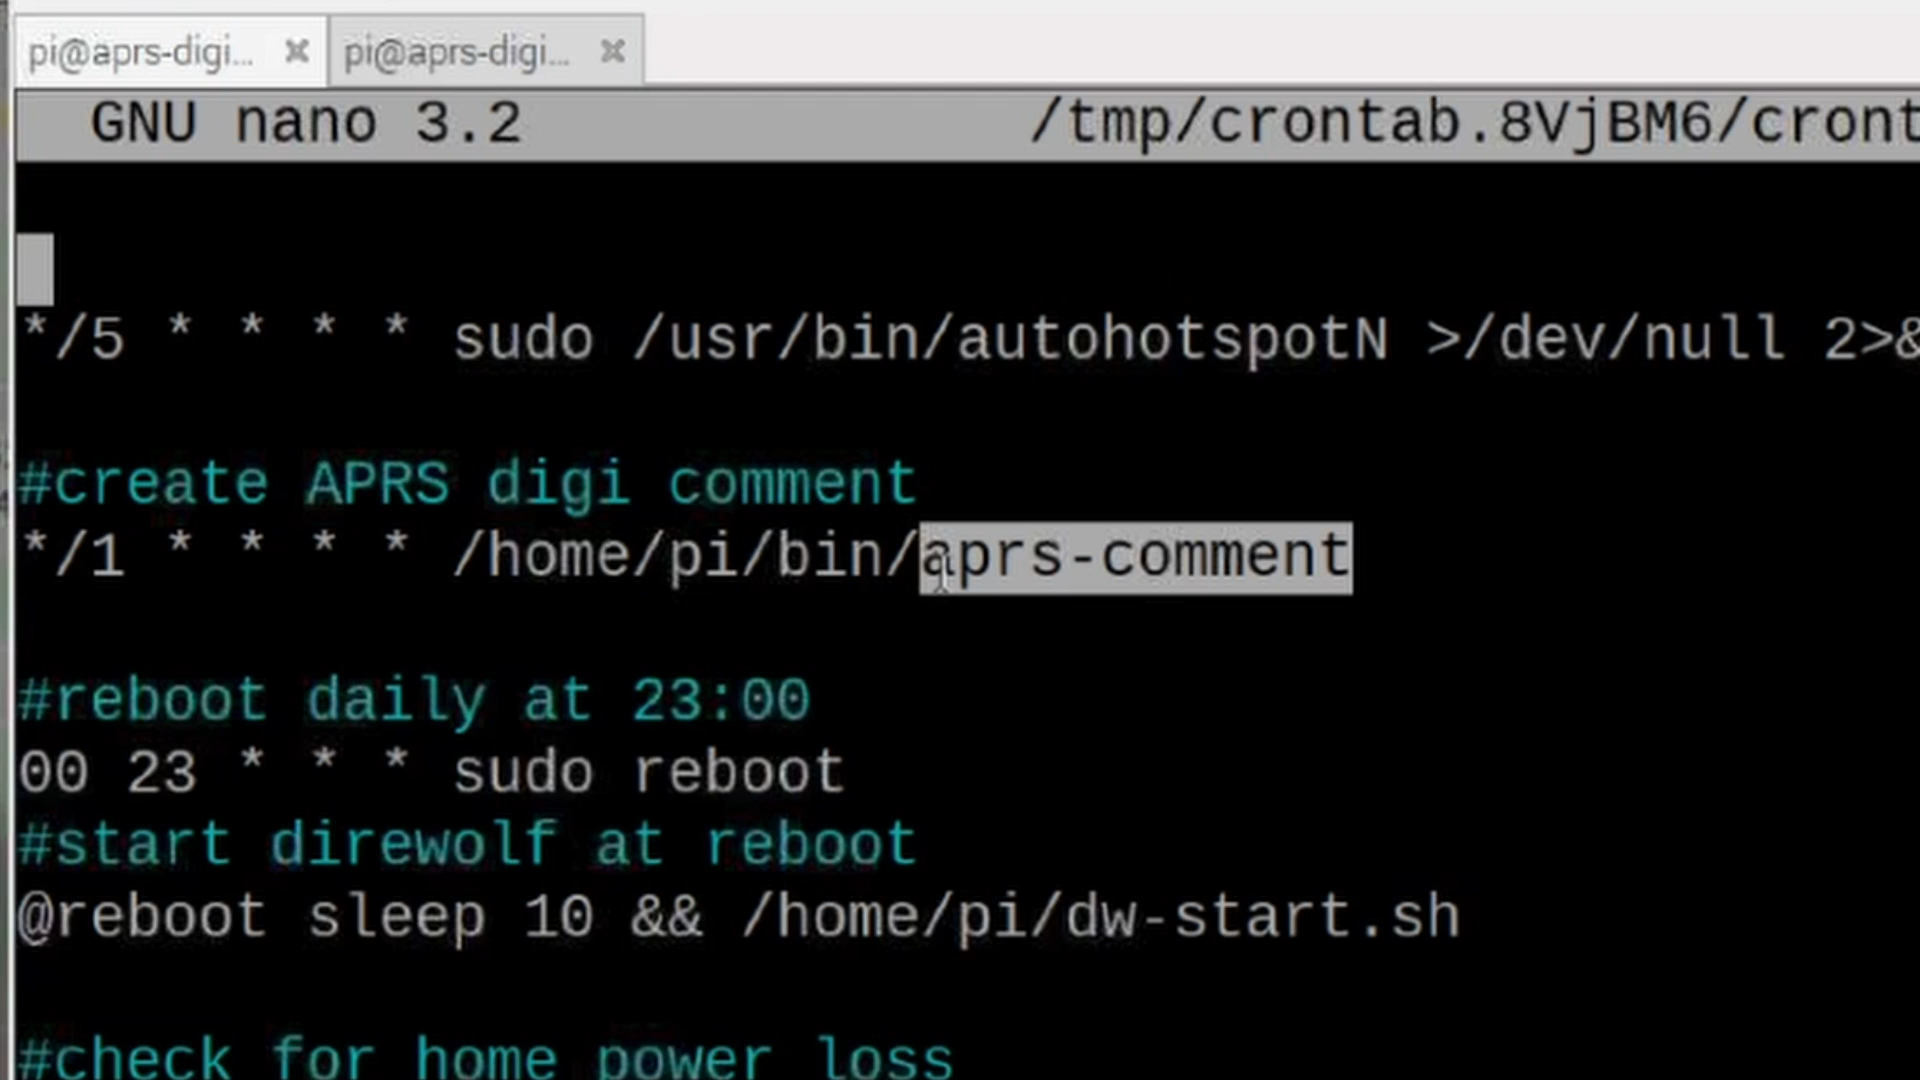 pi@aprs-digi... pi@aprs-digi...
GNU nano 3.2 /tmp/crontab.8VjBM6/cront
*/5 * * * * sudo /usr/bin/autohotspotN >/dev/null 2>&
#create APRS digi comment
*/1 * * * * /home/pi/bin/aprs-comment
#reboot daily at 23:00
00 23 * * * sudo reboot
#start direwolf at reboot
@reboot sleep 10 && /home/pi/dw-start.sh
#check for home power loss